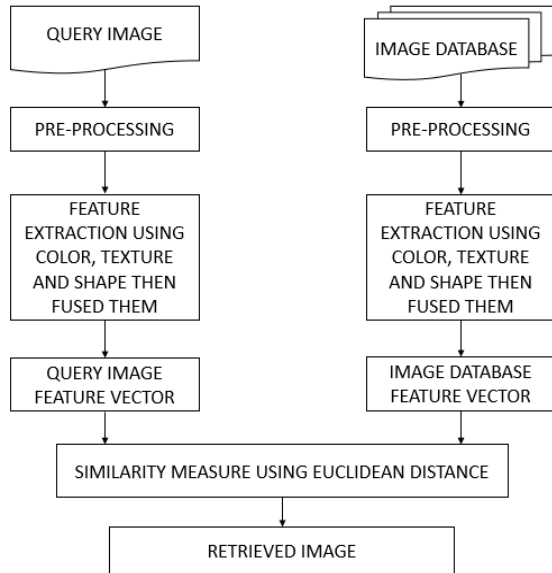 QUERY IMAGE
IMAGE DATABASE
PRE-PROCESSING
PRE-PROCESSING
FEATURE
EXTRACTION USING
COLOR, TEXTURE
AND SHAPE THEN
FUSED THEM
FEATURE
EXTRACTION USING
COLOR, TEXTURE
AND SHAPE THEN
FUSED THEM
QUERY IMAGE
FEATURE VECTOR
IMAGE DATABASE
FEATURE VECTOR
SIMILARITY MEASURE USING EUCLIDEAN DISTANCE
RETRIEVED IMAGE